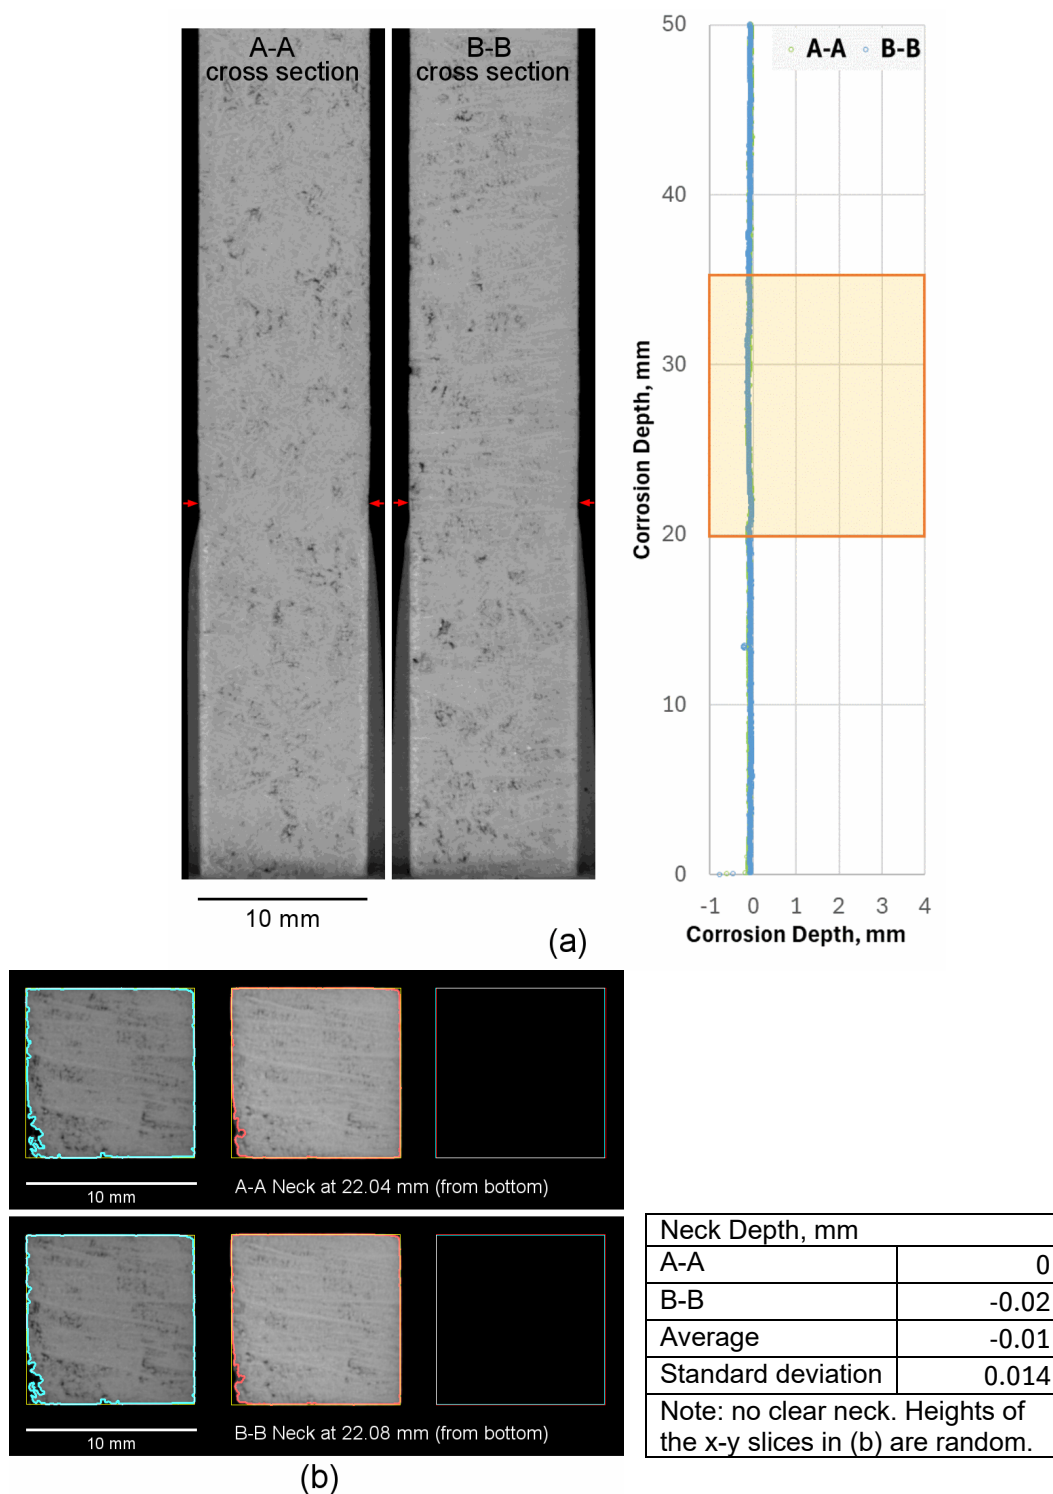 A-A
cross section
B-B
cross section
A-A B-B
50
40
30
20
10
0
Corrosion Depth, mm
-1 0 1 2 3 4
Corrosion Depth, mm
10 mm
(a)
10 mm
A-A Neck at 22.04 mm (from bottom)
10 mm
B-B Neck at 22.08 mm (from bottom)
(b)
Neck Depth, mm
A-A 0
B-B -0.02
Average -0.01
Standard deviation 0.014
Note: no clear neck. Heights of
the x-y slices in (b) are random.